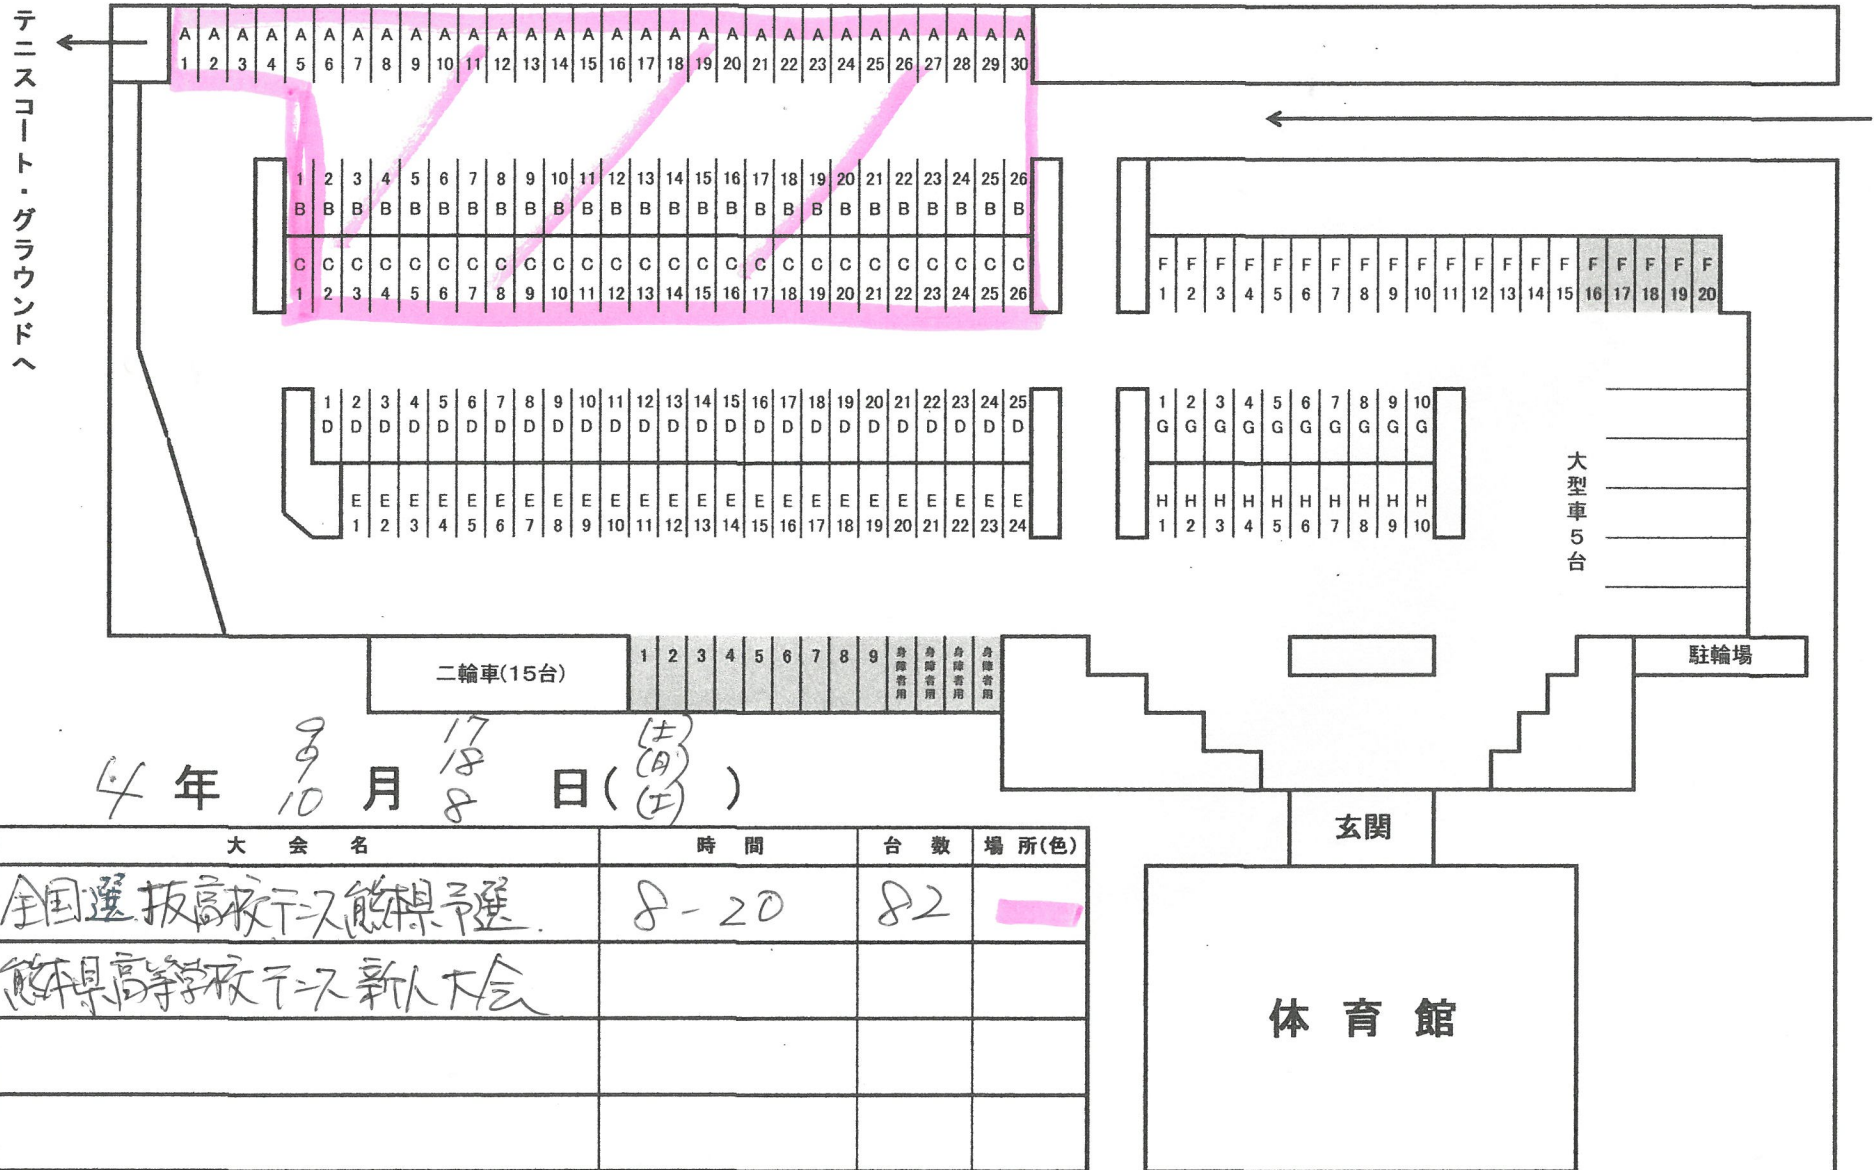 テニスコート・グラウンドへ
A A A A A A A A A A A A A A A A A A A A A A A A A A A A A A
1 2 3 4 5 6 7 8 9 10 11 12 13 14 15 16 17 18 19 20 21 22 23 24 25 26 27 28 29 30
1 2 3 4 5 6 7 8 9 10 11 12 13 14 15 16 17 18 19 20 21 22 23 24 25 26
B B B B B B B B B B B B B B B B B B B B B B B B B B
C C C C C C C C C C C C C C C C C C C C C C C C C C
1 2 3 4 5 6 7 8 9 10 11 12 13 14 15 16 17 18 19 20 21 22 23 24 25 26
F F F F F F F F F F F F F F F F F F F F
1 2 3 4 5 6 7 8 9 10 11 12 13 14 15 16 17 18 19 20
1 2 3 4 5 6 7 8 9 10 11 12 13 14 15 16 17 18 19 20 21 22 23 24 25
D D D D D D D D D D D D D D D D D D D D D D D D D
E E E E E E E E E E E E E E E E E E E E E E E E
1 2 3 4 5 6 7 8 9 10 11 12 13 14 15 16 17 18 19 20 21 22 23 24
1 2 3 4 5 6 7 8 9 10
G G G G G G G G G G
H H H H H H H H H H
1 2 3 4 5 6 7 8 9 10
大型車5台
二輪車(15台)
1 2 3 4 5 6 7 8 9 身障者用 身障者用 身障者用 身障者用
駐輪場
9 17 (土)
9 18 (月)
4 年 10 月 8 日( (土) )
大会名 時間 台数 場所(色)
全国選抜高校テニス熊本県予選. 8-20 82
熊本県高等学校テニス新人大会
玄関
体育館